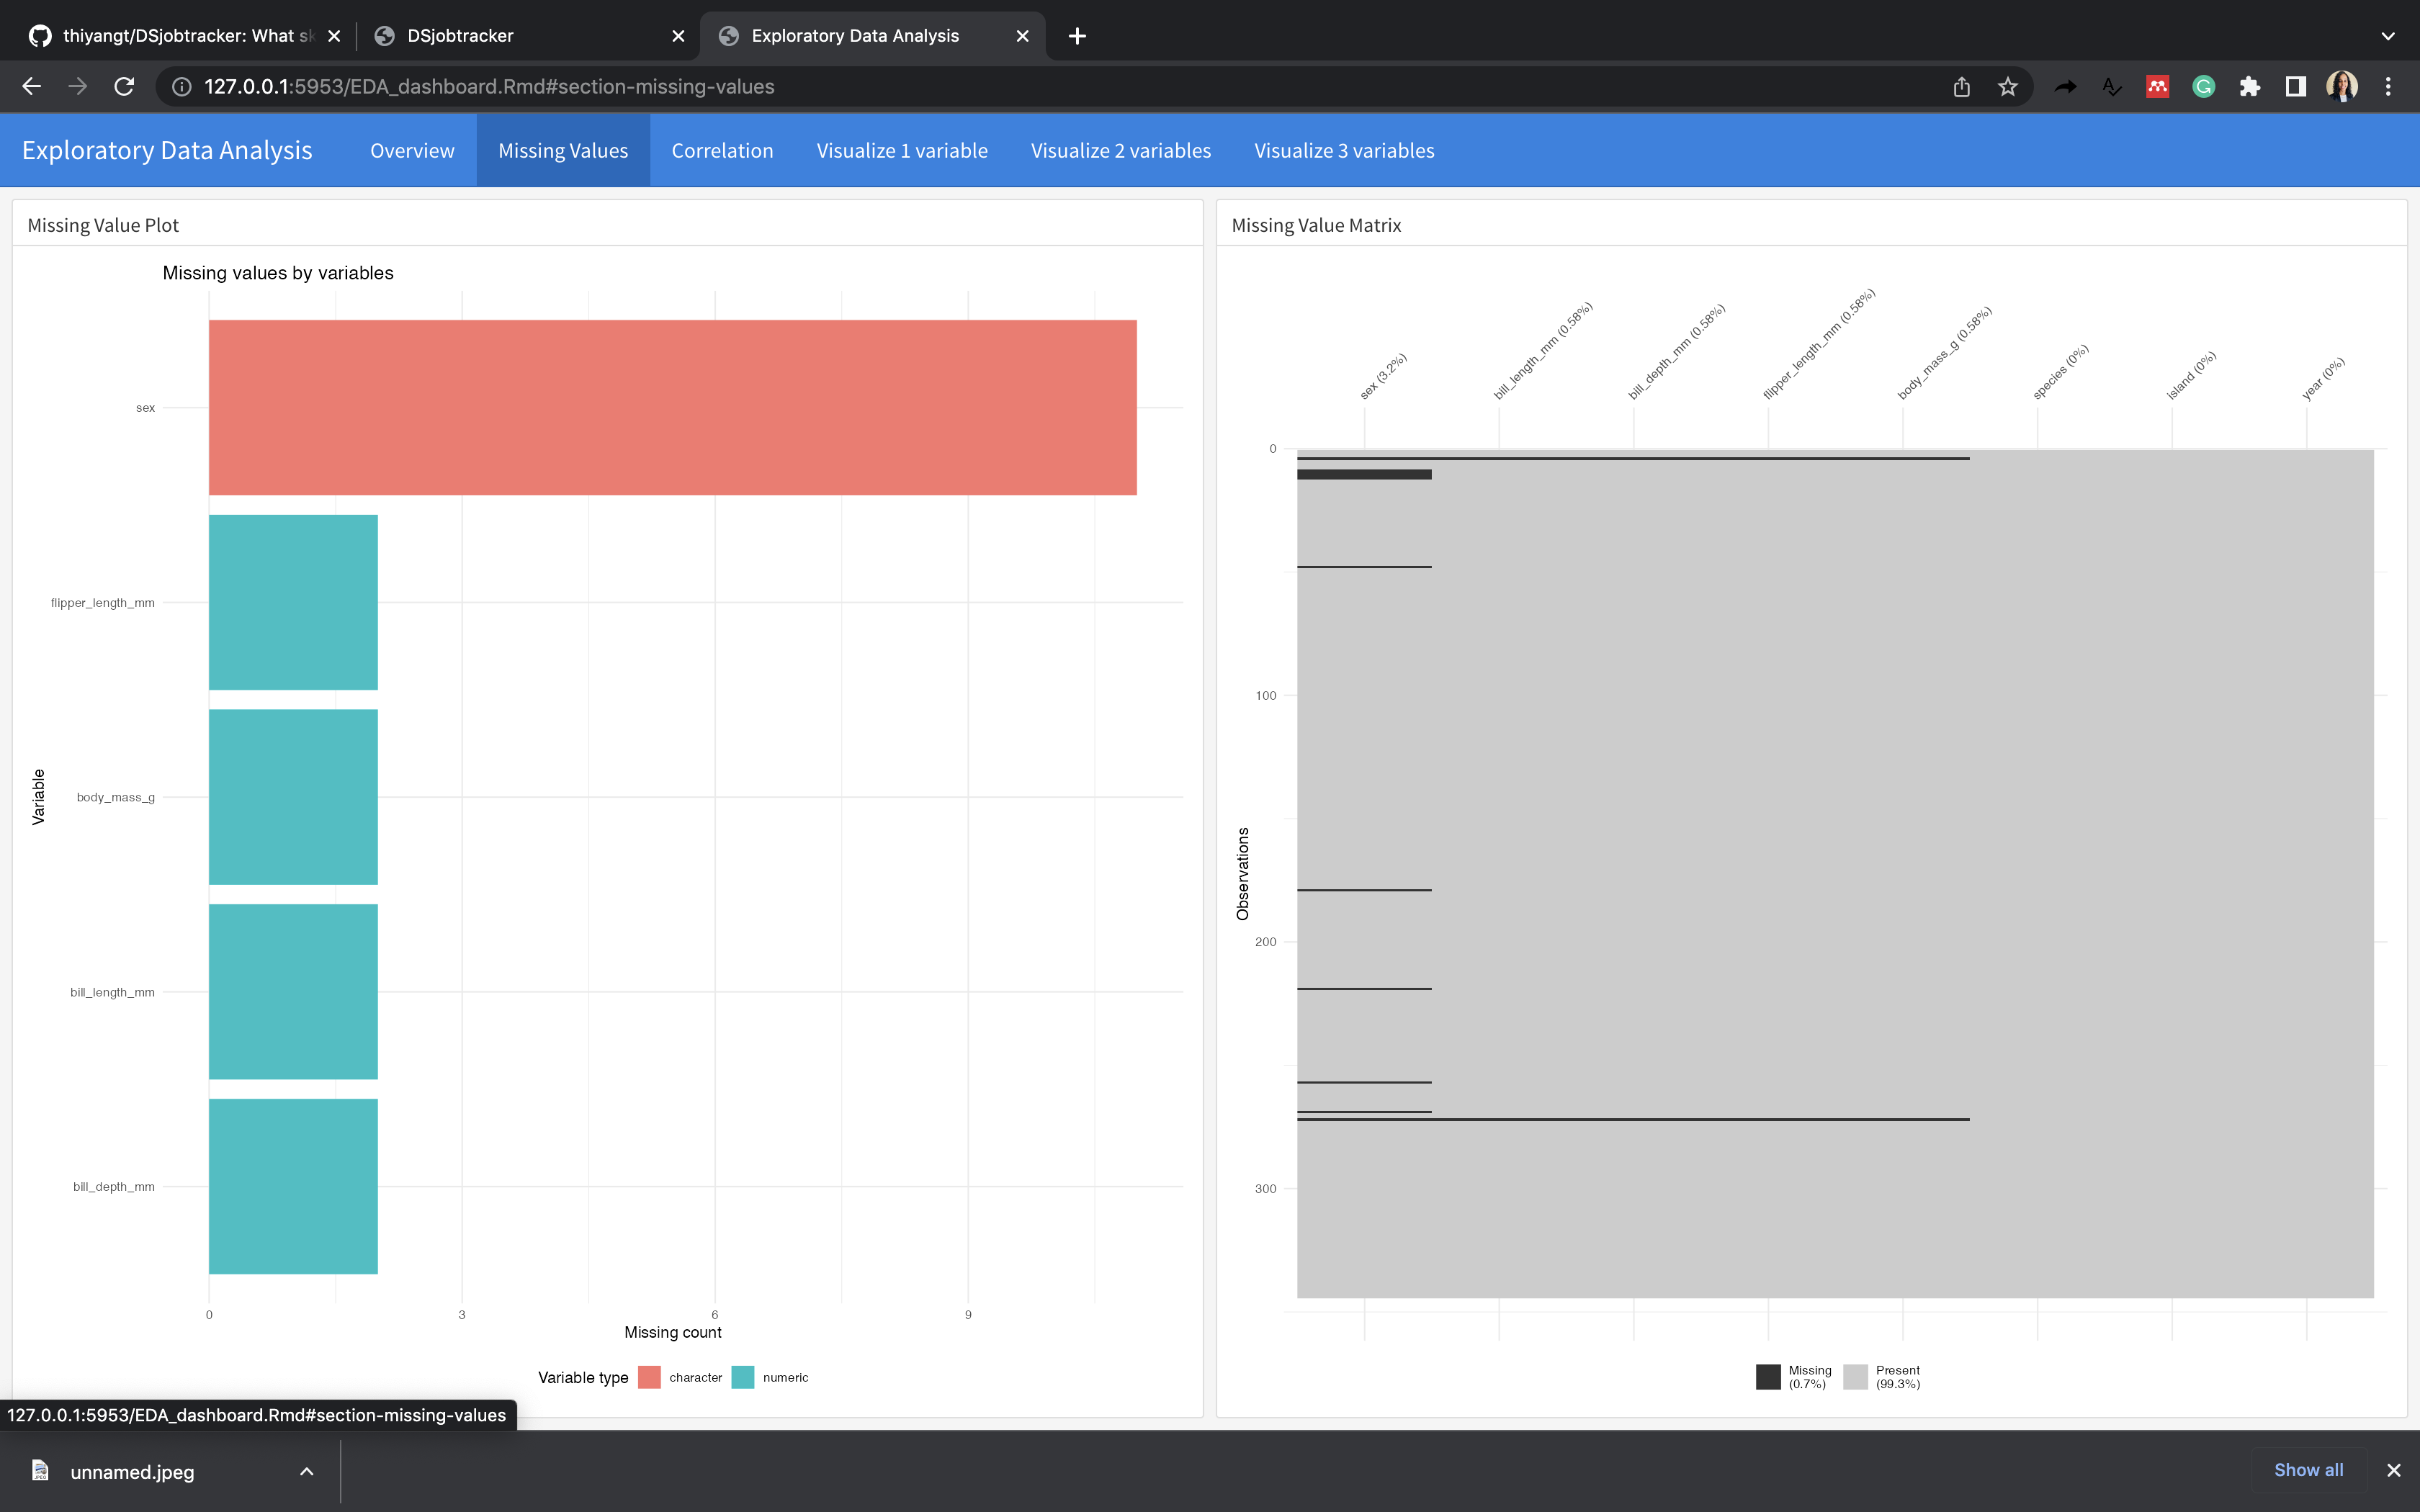 thiyangt/DSjobtracker: What sk
DSjobtracker
Exploratory Data Analysis
127.0.0.1:5953/EDA_dashboard.Rmd#section-missing-values
Exploratory Data Analysis
Overview
Missing Values
Correlation
Visualize 1 variable
Visualize 2 variables
Visualize 3 variables
Missing Value Plot
Missing values by variables
sex
flipper_length_mm
body_mass_g
bill_length_mm
bill_depth_mm
Variable
0 3 6 9
Missing count
Variable type character numeric
Missing Value Matrix
sex (3.2%)
bill_length_mm (0.58%)
bill_depth_mm (0.58%)
flipper_length_mm (0.58%)
body_mass_g (0.58%)
species (0%)
island (0%)
year (0%)
0
100
200
300
Observations
Missing
(0.7%)
Present
(99.3%)
127.0.0.1:5953/EDA_dashboard.Rmd#section-missing-values
unnamed.jpeg
Show all